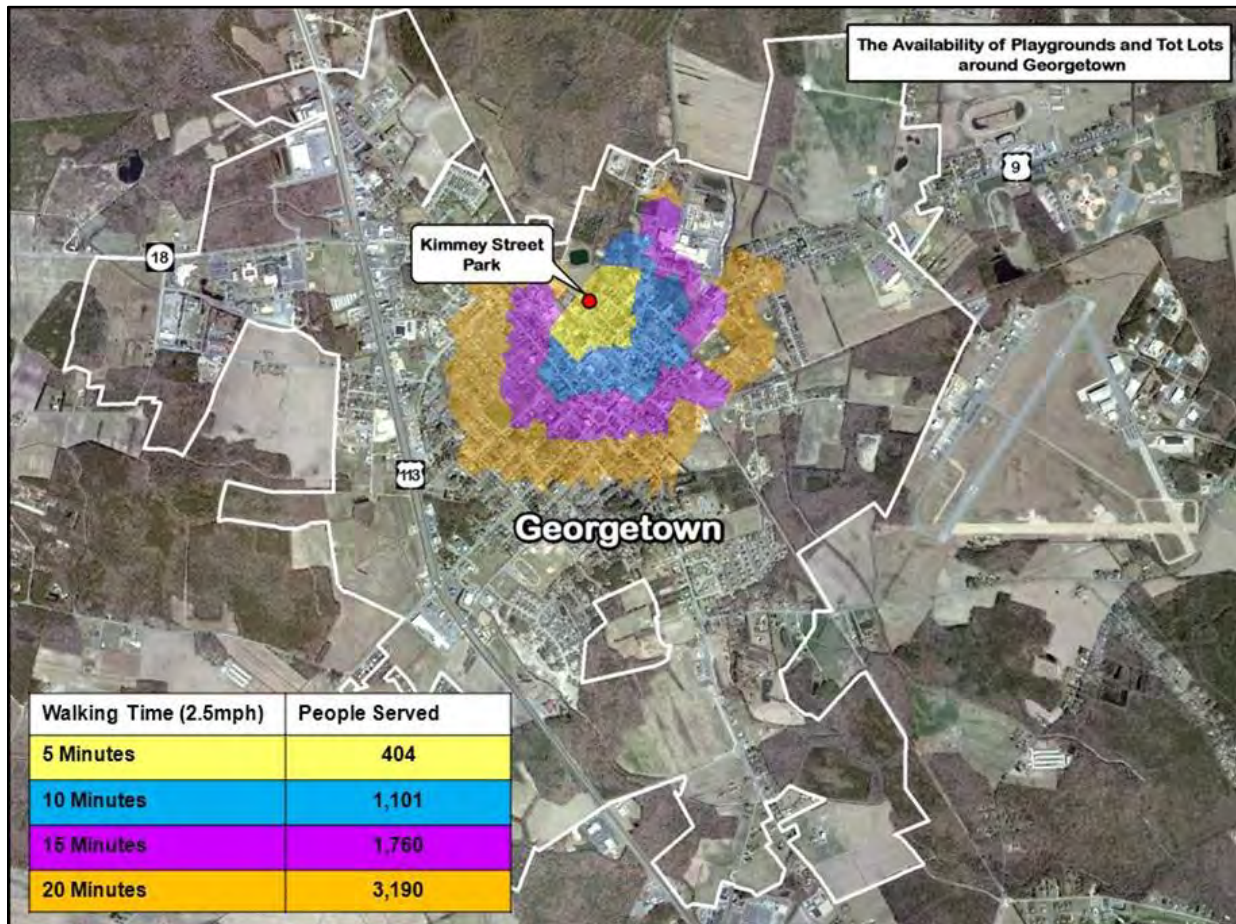 The Availability of Playgrounds and Tot Lots
around Georgetown
9
Kimmey Street
Park
18
113
Georgetown
Walking Time (2.5mph) People Served
5 Minutes 404
10 Minutes 1,101
15 Minutes 1,760
20 Minutes 3,190